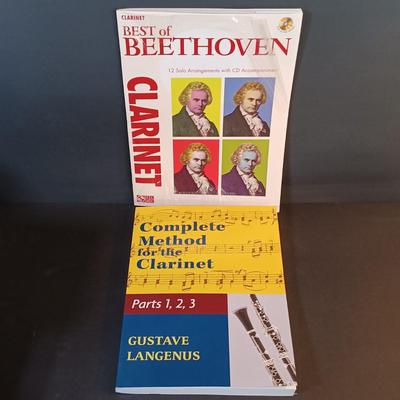 CLARINET
BEST of
BEETHOVEN
12 Solo Arrangements with CD Accompaniment
CLARINET
Complete
Method
for the
Clarinet
Parts 1, 2, 3
GUSTAVE
LANGENUS